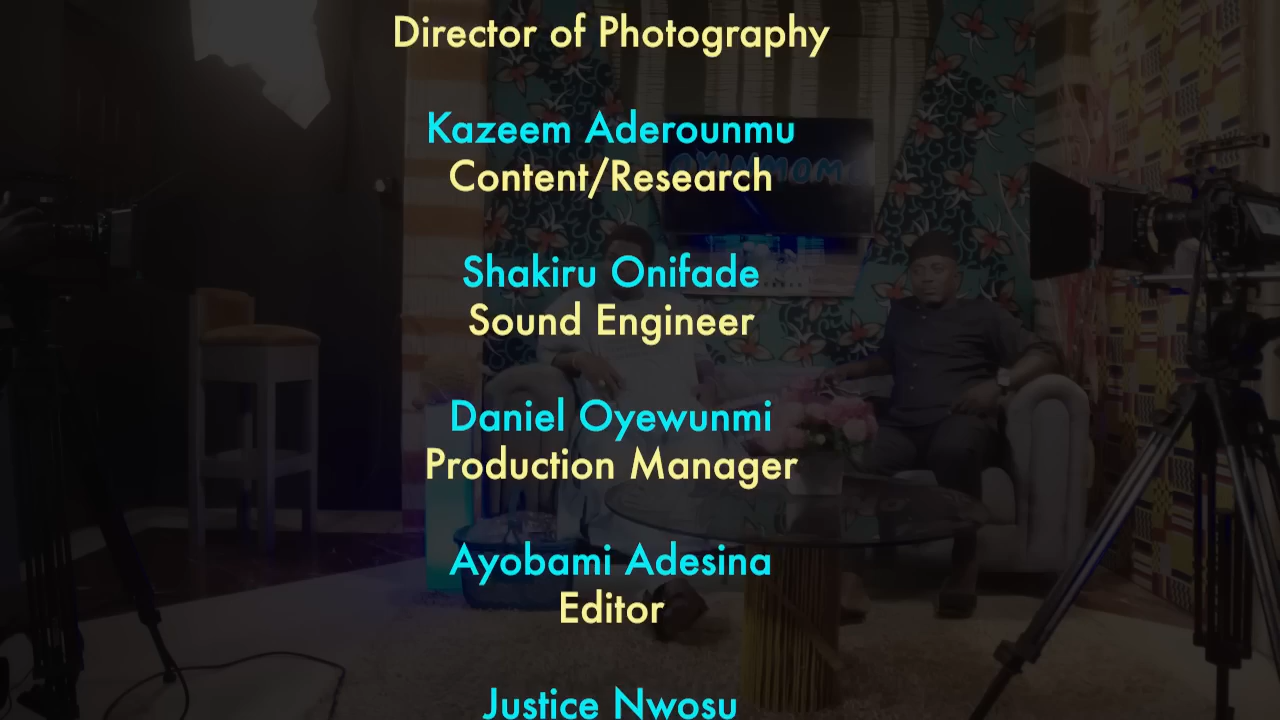 Director of Photography
Kazeem Aderounmu
Content/Research
Shakiru Onifade
Sound Engineer
Daniel Oyewunmi
Production Manager
Ayobami Adesina
Editor
Justice Nwosu